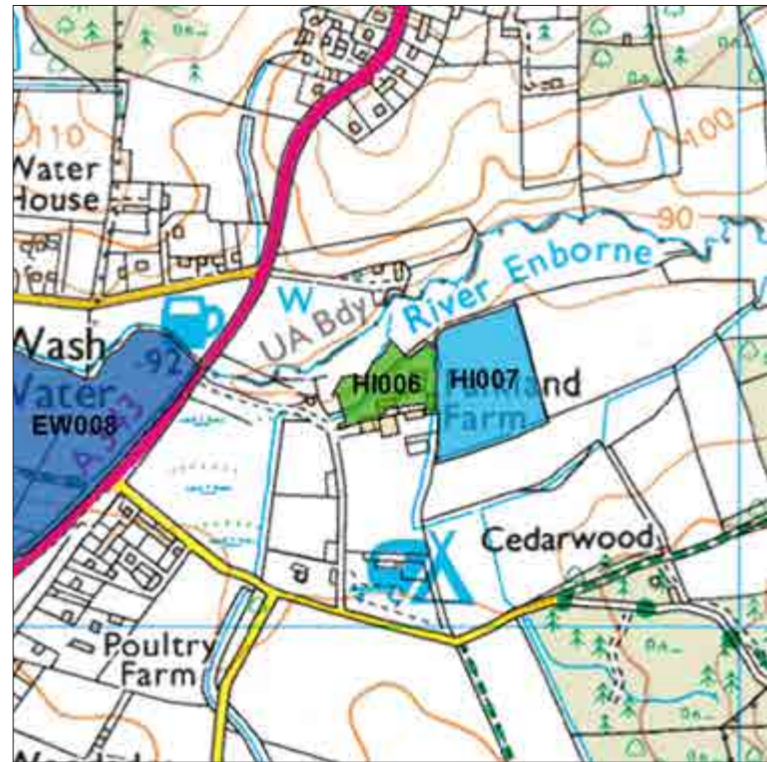 110
100
Water
House
90
River Enborne
W
UA Bdy
Wash
Water
92
EW008
HI006
HI007
Farm
Cedarwood
Poultry
Farm